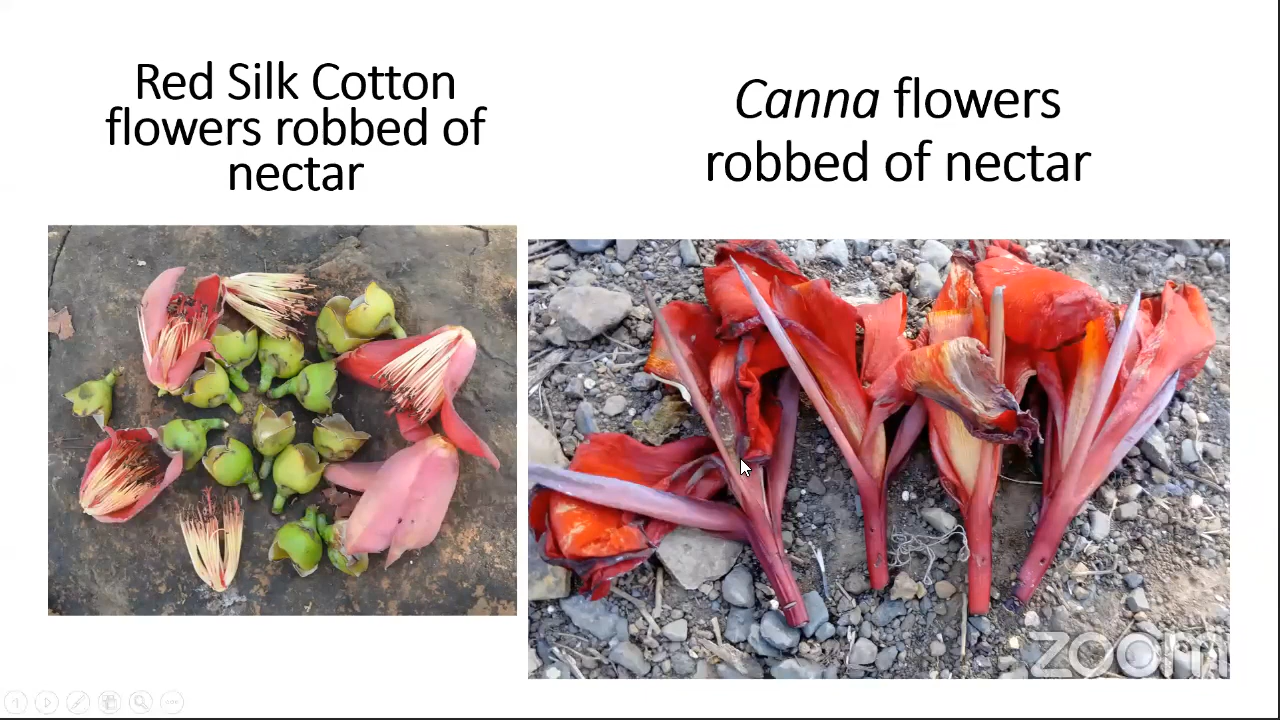 Red Silk Cotton
flowers robbed of
nectar
Canna flowers
robbed of nectar
zoom